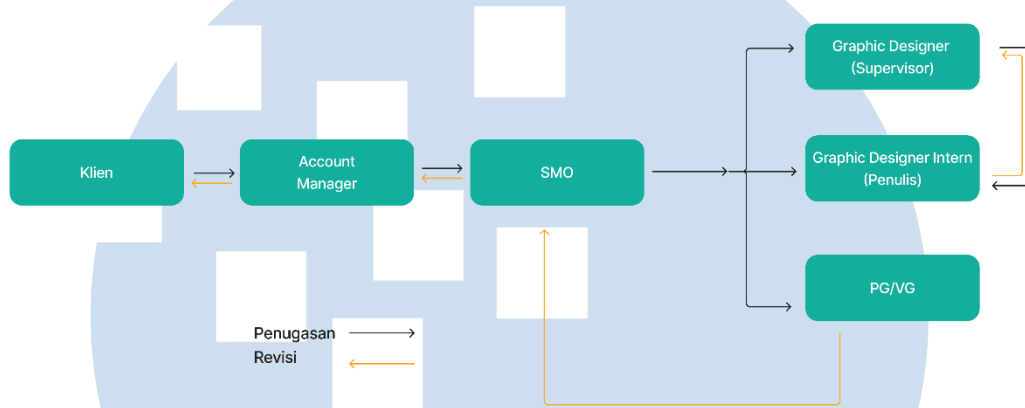 Graphic Designer
(Supervisor)
Klien
Account
Manager
SMO
Graphic Designer Intern
(Penulis)
PG/VG
Penugasan
Revisi